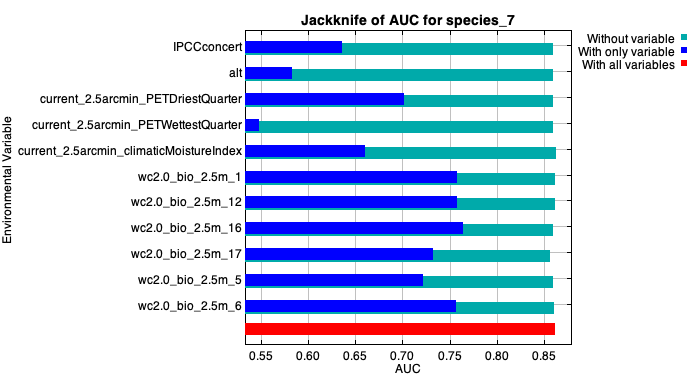 Jackknife of AUC for species_7
IPCCconcert
alt
current_2.5arcmin_PETDriestQuarter
current_2.5arcmin_PETWettestQuarter
current_2.5arcmin_climaticMoistureIndex
wc2.0_bio_2.5m_1
wc2.0_bio_2.5m_12
wc2.0_bio_2.5m_16
wc2.0_bio_2.5m_17
wc2.0_bio_2.5m_5
wc2.0_bio_2.5m_6
Environmental Variable
0.55 0.60 0.65 0.70 0.75 0.80 0.85
AUC
Without variable
With only variable
With all variables